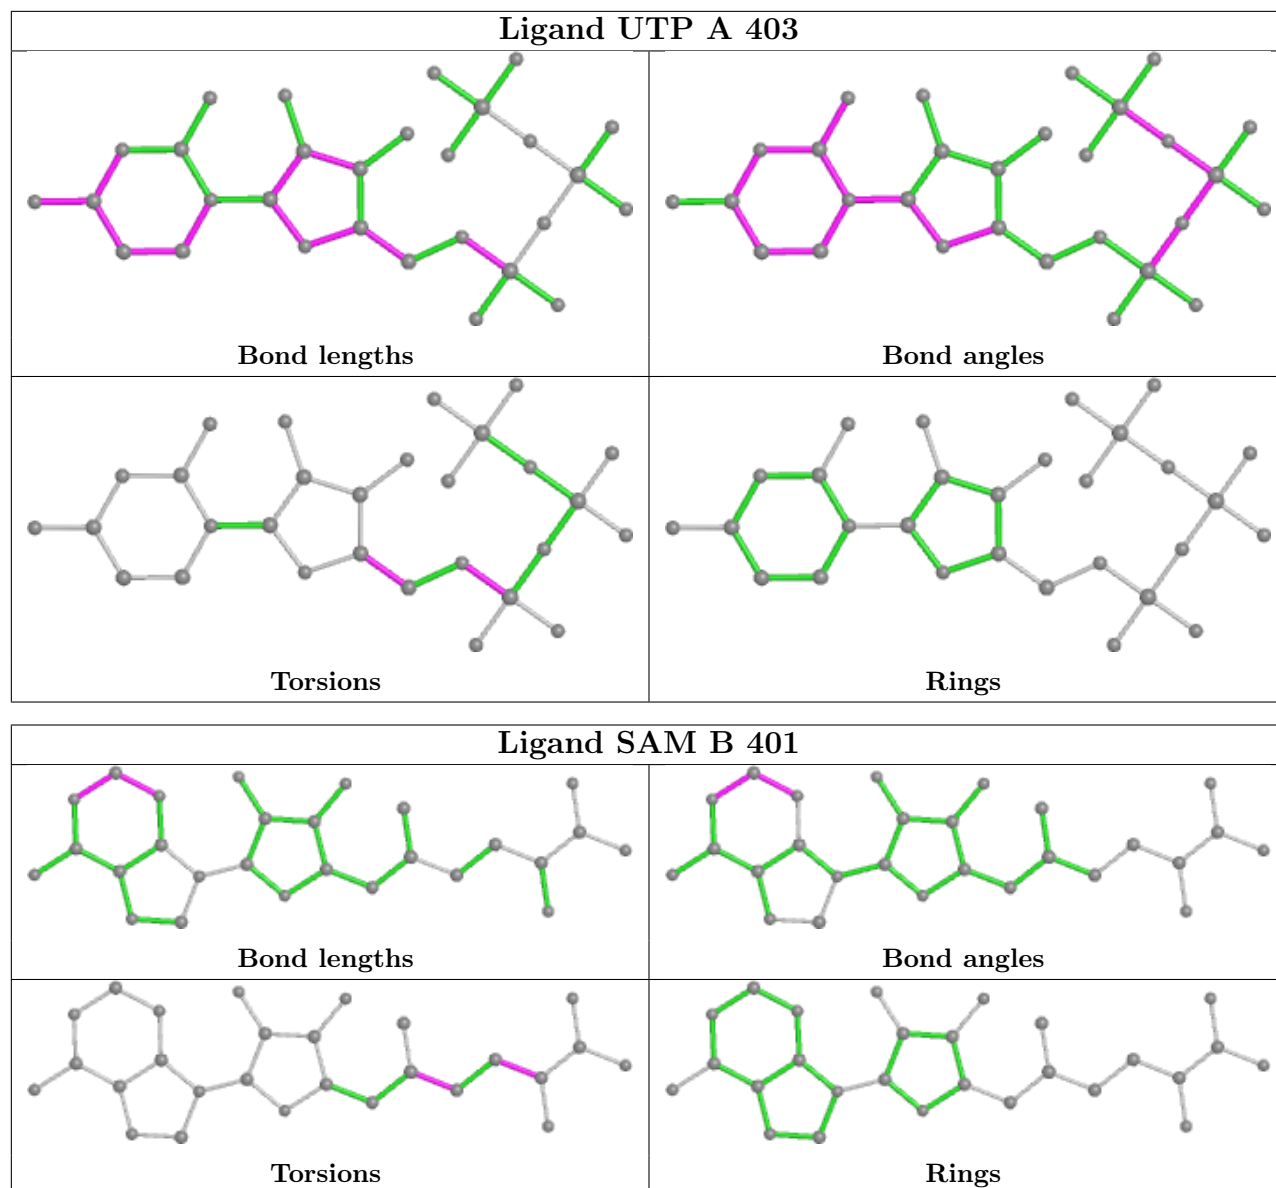 Ligand UTP A 403
Bond lengths
Bond angles
Torsions
Rings
Ligand SAM B 401
Bond lengths
Bond angles
Torsions
Rings